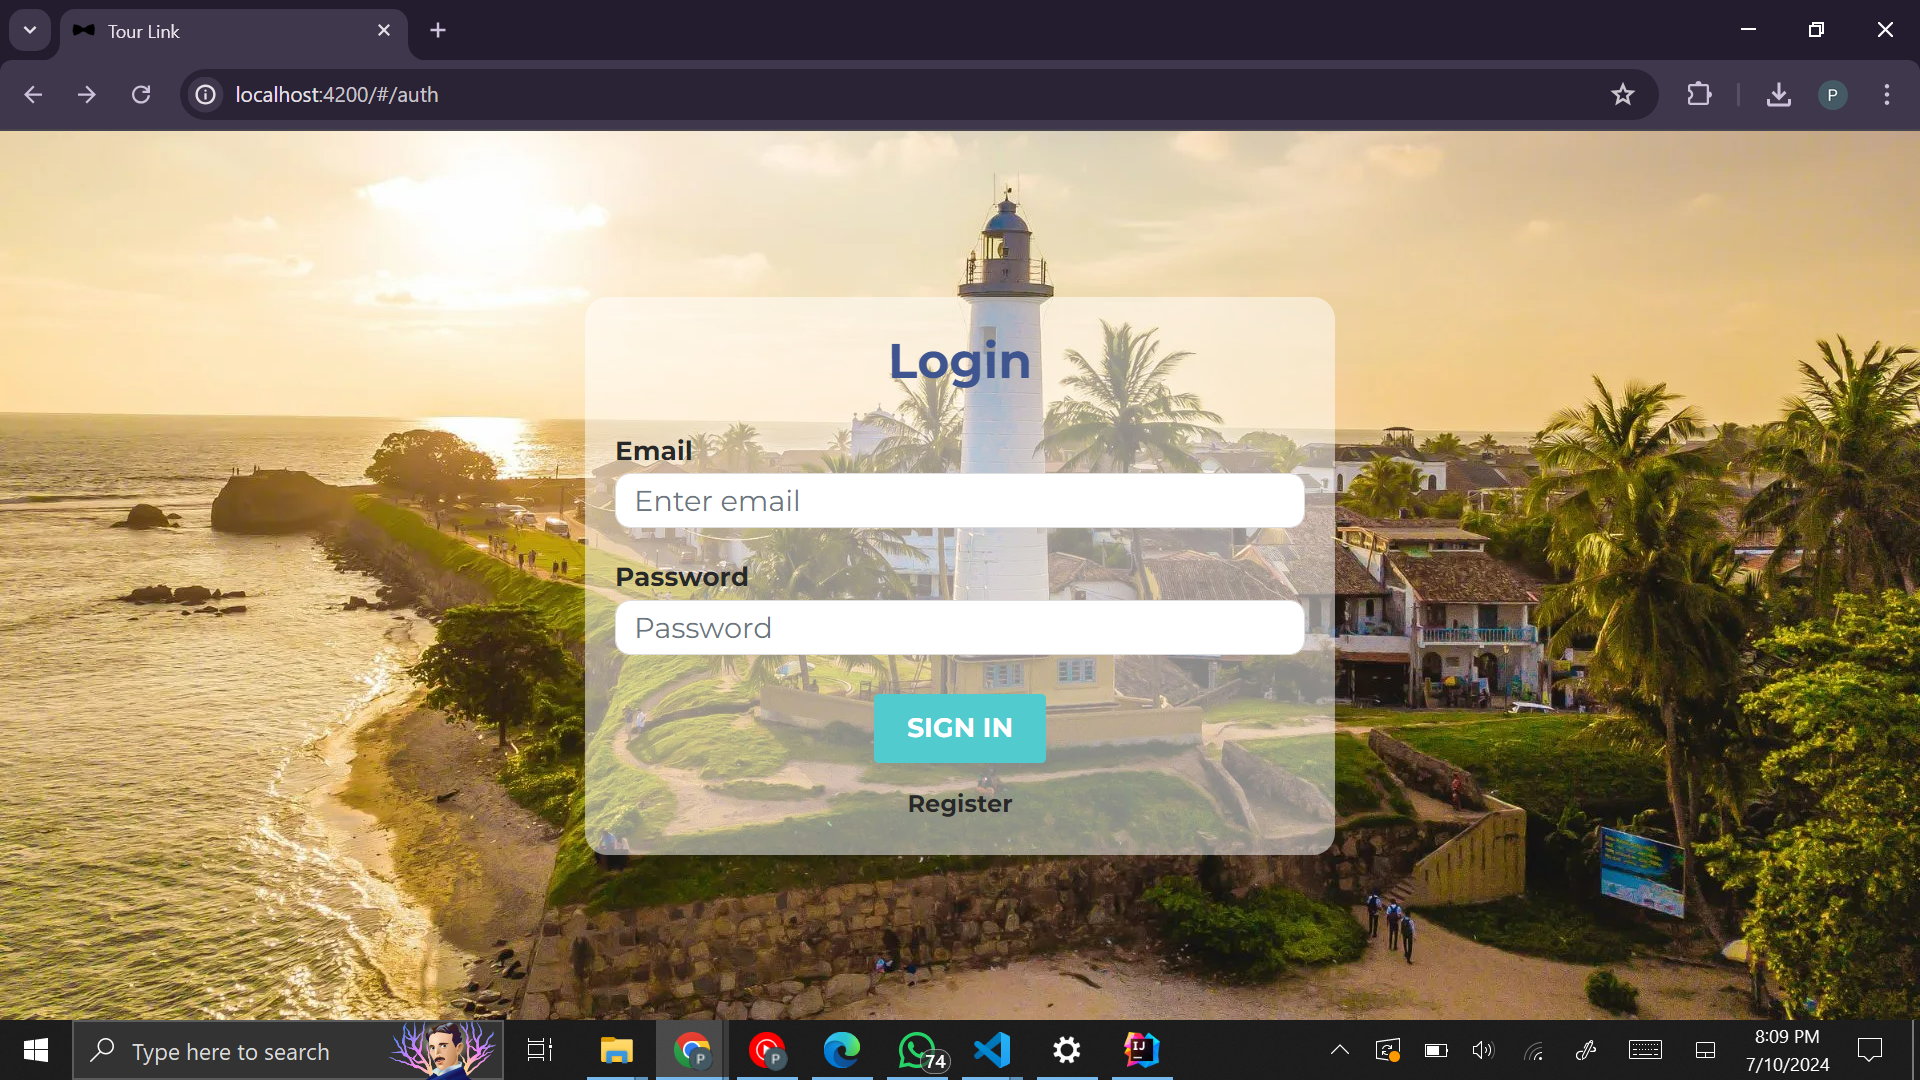 Tour Link
localhost:4200/#/auth
P
Login
Email
Enter email
Password
Password
SIGN IN
Register
Type here to search
P
P
74
IJ
8:09 PM
7/10/2024